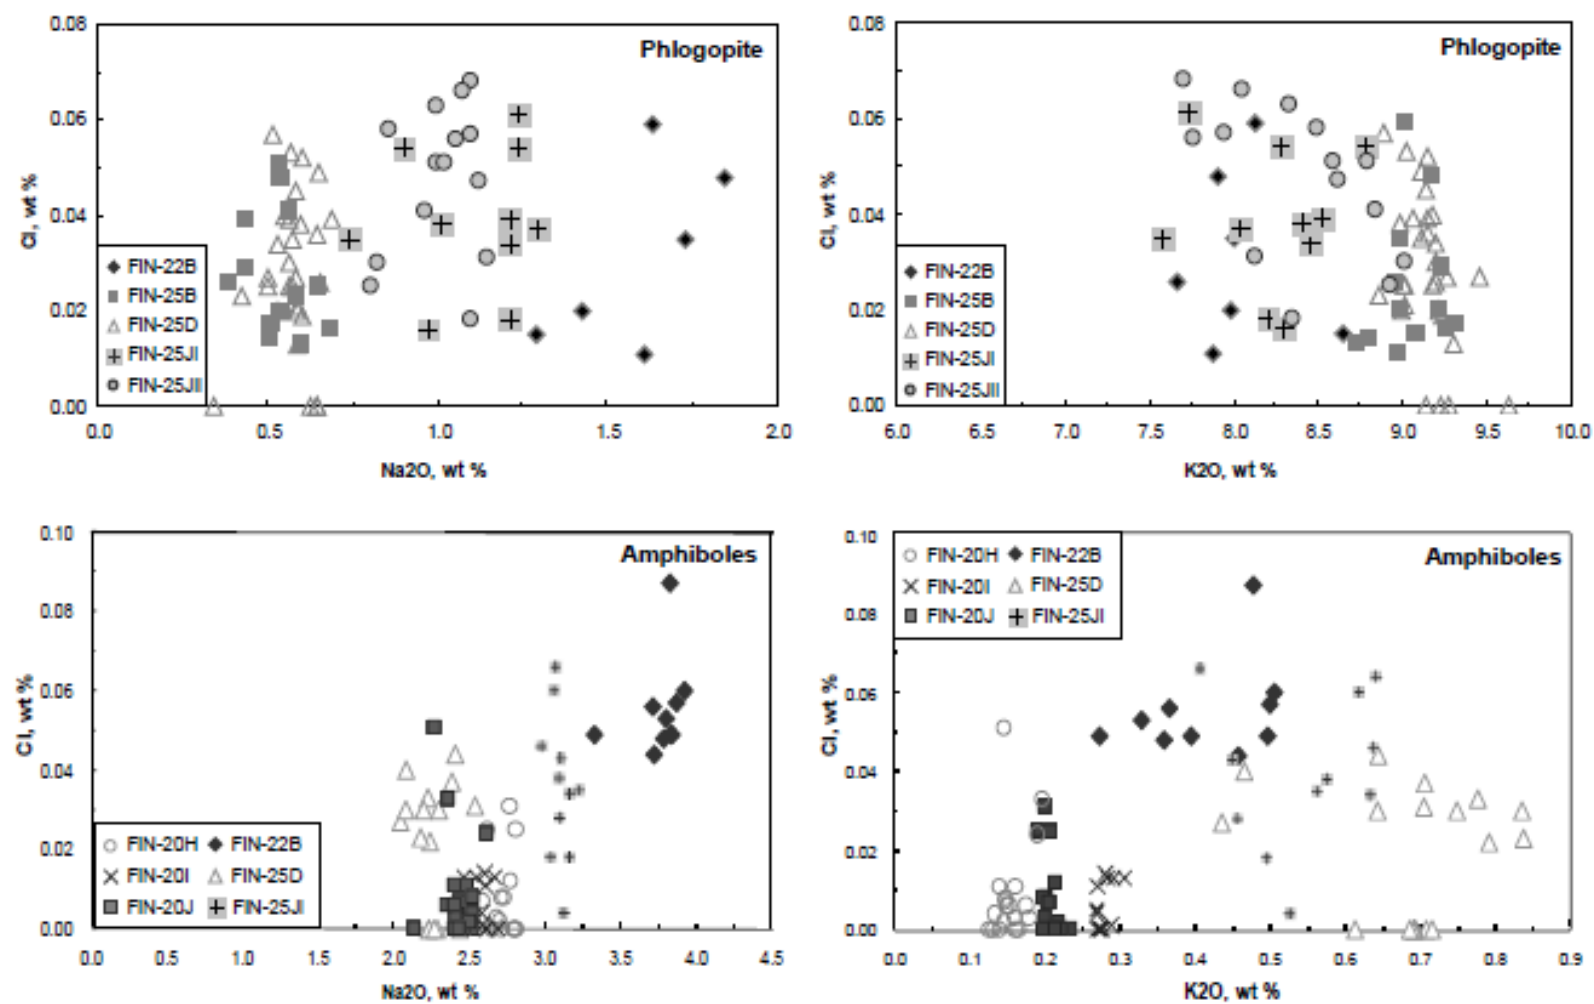 0.08
0.06
0.04
0.02
0.00
Cl, wt %
Phlogopite
FIN-22B
FIN-25B
FIN-25D
FIN-25JI
FIN-25JII
0.0 0.5 1.0 1.5 2.0
Na2O, wt %
0.08
0.06
0.04
0.02
0.00
Cl, wt %
Phlogopite
FIN-22B
FIN-25B
FIN-25D
FIN-25JI
FIN-25JII
6.0 6.5 7.0 7.5 8.0 8.5 9.0 9.5 10.0
K2O, wt %
0.10
0.08
0.06
0.04
0.02
0.00
Cl, wt %
Amphiboles
FIN-20H FIN-22B
FIN-20I FIN-25D
FIN-20J FIN-25JI
0.0 0.5 1.0 1.5 2.0 2.5 3.0 3.5 4.0 4.5
Na2O, wt %
0.10
0.08
0.06
0.04
0.02
0.00
Cl, wt %
Amphiboles
FIN-20H FIN-22B
FIN-20I FIN-25D
FIN-20J FIN-25JI
0.0 0.1 0.2 0.3 0.4 0.5 0.6 0.7 0.8 0.9
K2O, wt %